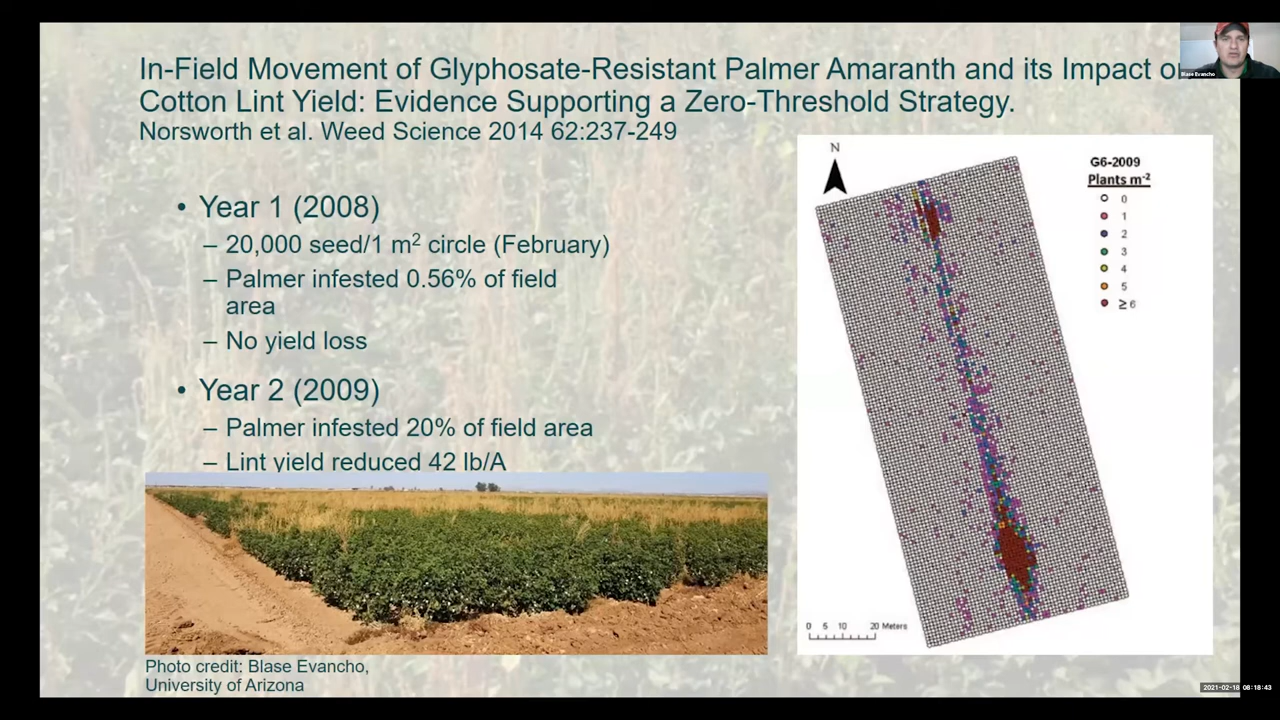 In-Field Movement of Glyphosate-Resistant Palmer Amaranth and its Impact on
Cotton Lint Yield: Evidence Supporting a Zero-Threshold Strategy.
Norsworth et al. Weed Science 2014 62:237-249
• Year 1 (2008)
– 20,000 seed/1 m² circle (February)
– Palmer infested 0.56% of field
area
– No yield loss
• Year 2 (2009)
– Palmer infested 20% of field area
– Lint yield reduced 42 lb/A
Photo credit: Blase Evancho,
University of Arizona
N
G6-2009
Plants m⁻²
0
1
2
3
4
5
≥ 6
0 5 10 20 Meters
Blase Evancho
2021-02-18 08:18:43